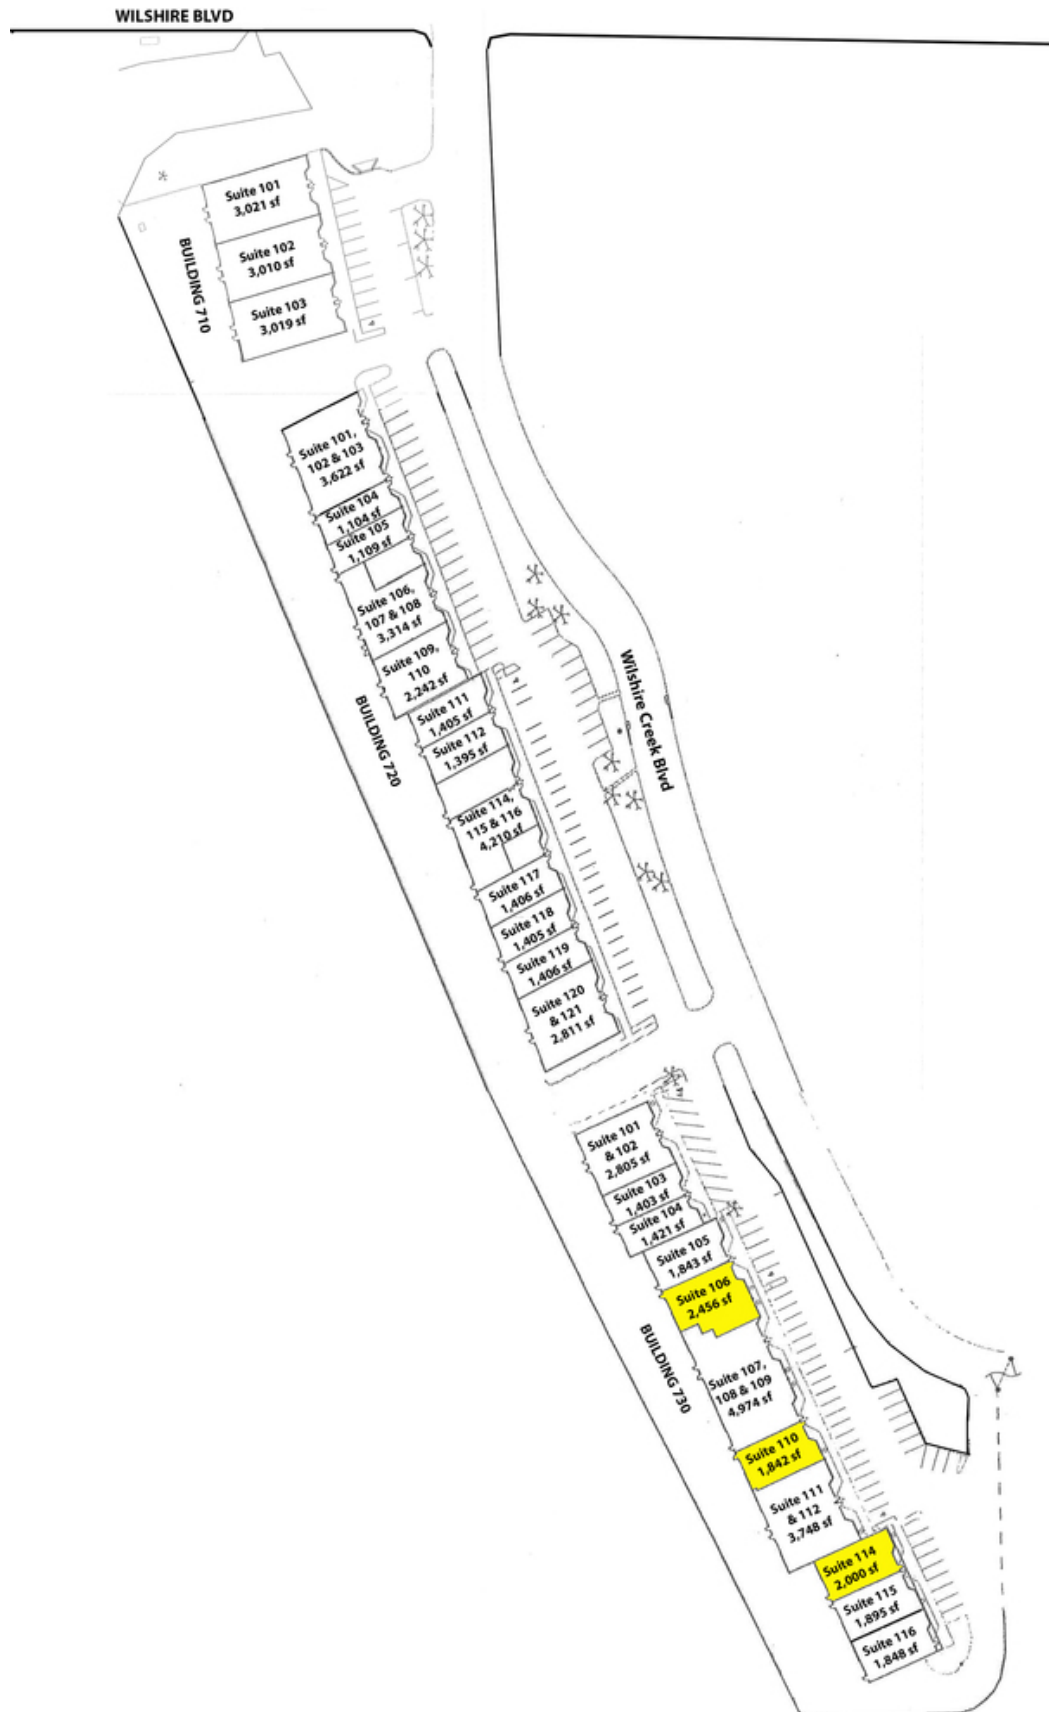 WILSHIRE BLVD
Suite 101
3,021 sf
Suite 102
3,010 sf
Suite 103
3,019 sf
BUILDING 710
Suite 101,
102 & 103
3,622 sf
Suite 104
1,104 sf
Suite 105
1,109 sf
Suite 106,
107 & 108
3,314 sf
Suite 109,
110
2,242 sf
Suite 111
1,405 sf
Suite 112
1,395 sf
Suite 114,
115 & 116
4,210 sf
Suite 117
1,406 sf
Suite 118
1,405 sf
Suite 119
1,406 sf
Suite 120
& 121
2,811 sf
BUILDING 720
Wilshire Creek Blvd
Suite 101
& 102
2,805 sf
Suite 103
1,403 sf
Suite 104
1,421 sf
Suite 105
1,843 sf
Suite 106
2,456 sf
Suite 107,
108 & 109
4,974 sf
Suite 110
1,842 sf
Suite 111
& 112
3,748 sf
Suite 114
2,000 sf
Suite 115
1,895 sf
Suite 116
1,848 sf
BUILDING 730